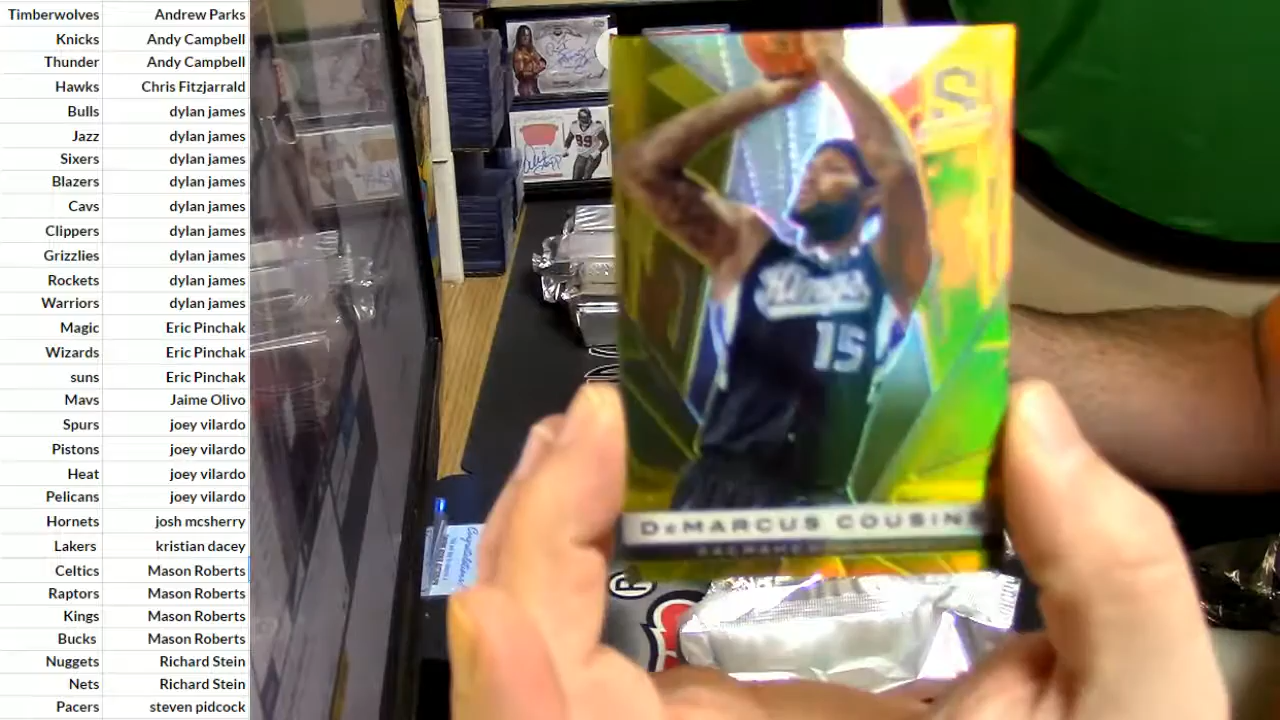 Timberwolves Andrew Parks
Knicks Andy Campbell
Thunder Andy Campbell
Hawks Chris Fitzjarrald
Bulls dylan james
Jazz dylan james
Sixers dylan james
Blazers dylan james
Cavs dylan james
Clippers dylan james
Grizzlies dylan james
Rockets dylan james
Warriors dylan james
Magic Eric Pinchak
Wizards Eric Pinchak
suns Eric Pinchak
Mavs Jaime Olivo
Spurs joey vilardo
Pistons joey vilardo
Heat joey vilardo
Pelicans joey vilardo
Hornets josh mcsherry
Lakers kristian dacey
Celtics Mason Roberts
Raptors Mason Roberts
Kings Mason Roberts
Bucks Mason Roberts
Nuggets Richard Stein
Nets Richard Stein
Pacers steven pidcock
99
S
Kings
15
DeMARCUS COUSINS
Congratulations
®